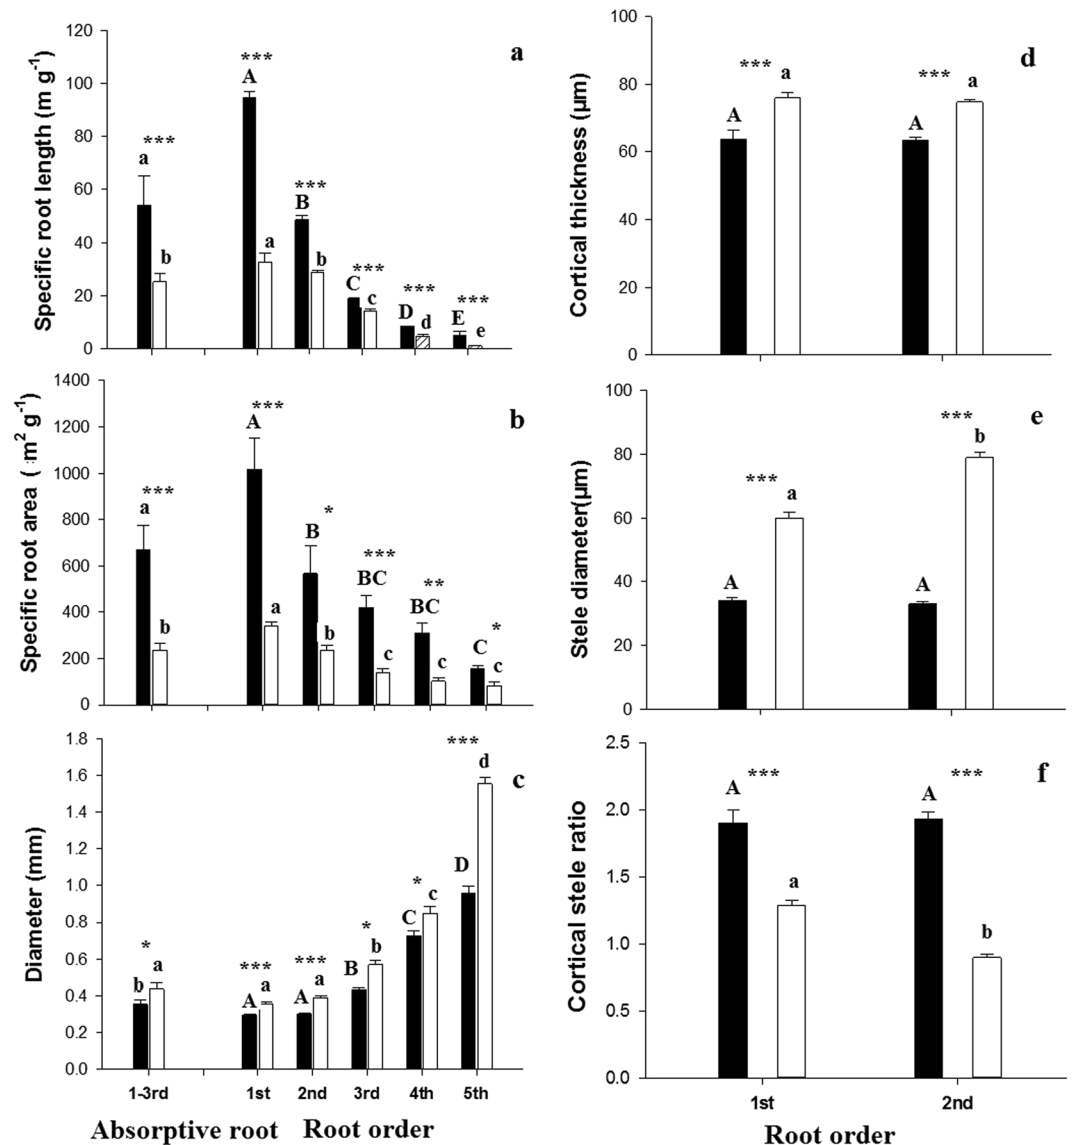 a
Specific root length (m g-1)
120
100
80
60
40
20
0
***
a
b
***
A
a
***
B
b
***
C
c
***
D
d
***
E
e
b
Specific root area ( :m2 g-1)
1400
1200
1000
800
600
400
200
0
***
a
b
***
A
a
*
B
b
***
BC
c
**
BC
c
*
C
c
c
Diameter (mm)
1.8
1.6
1.4
1.2
1.0
0.8
0.6
0.4
0.2
0.0
*
b
a
***
A
a
***
A
a
*
B
b
*
C
c
***
D
d
1-3rd 1st 2nd 3rd 4th 5th
Absorptive root Root order
d
Cortical thickness (µm)
100
80
60
40
20
0
***
A
a
***
A
a
e
Stele diameter(µm)
100
80
60
40
20
0
***
A
a
***
A
b
f
Cortical stele ratio
2.5
2.0
1.5
1.0
0.5
0.0
***
A
a
***
A
b
1st 2nd
Root order